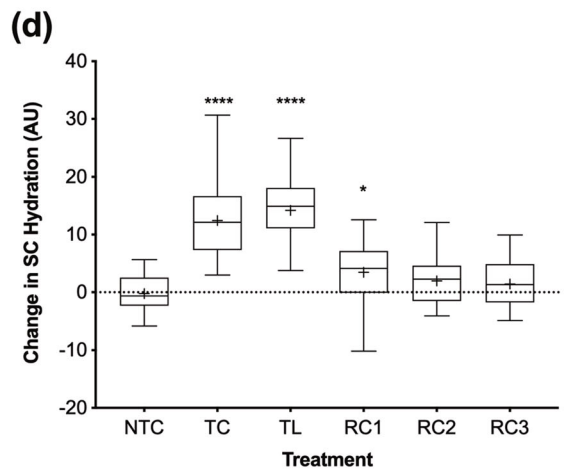 (d)
Change in SC Hydration (AU)
40
30
20
10
0
-10
-20
****
****
*
NTC TC TL RC1 RC2 RC3
Treatment